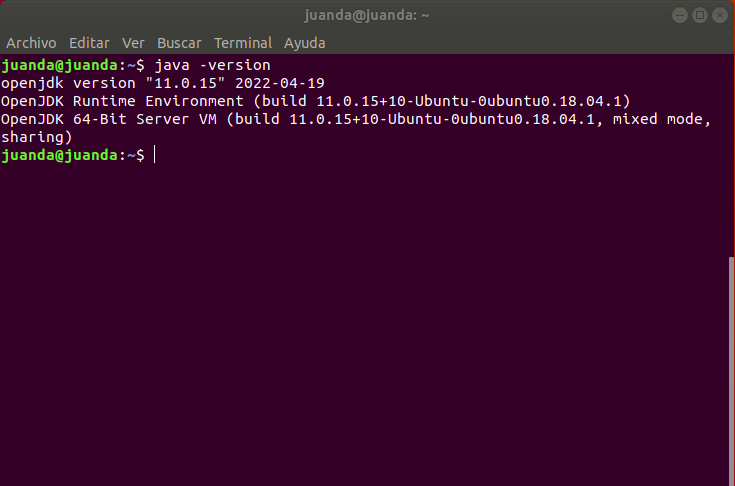 juanda@juanda: ~
Archivo Editar Ver Buscar Terminal Ayuda
juanda@juanda:~$ java -version
openjdk version "11.0.15" 2022-04-19
OpenJDK Runtime Environment (build 11.0.15+10-Ubuntu-0ubuntu0.18.04.1)
OpenJDK 64-Bit Server VM (build 11.0.15+10-Ubuntu-0ubuntu0.18.04.1, mixed mode,
sharing)
juanda@juanda:~$